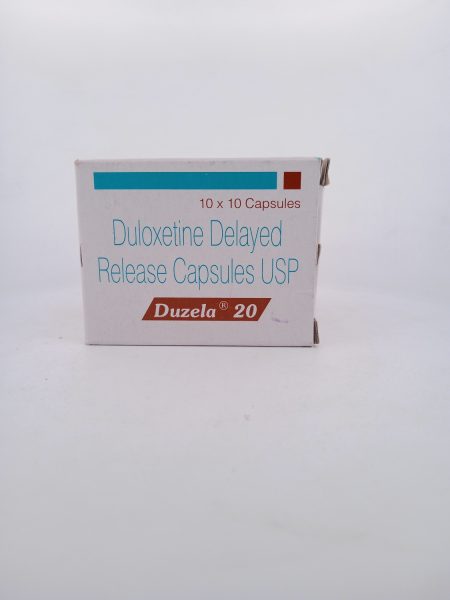 10 x 10 Capsules
Duloxetine Delayed
Release Capsules USP
Duzela® 20